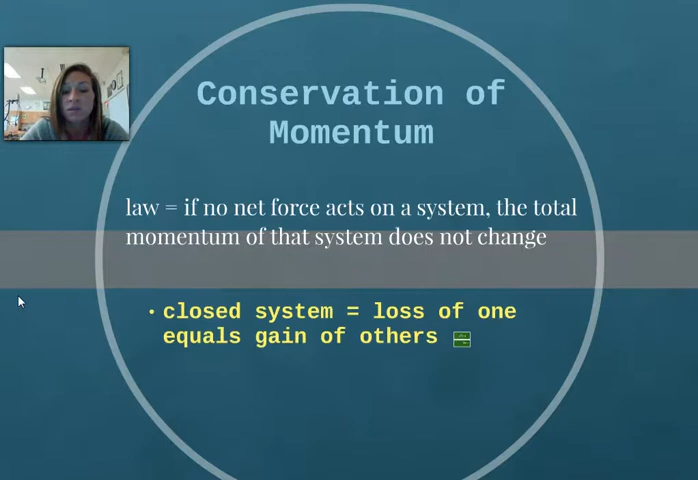 Conservation of
Momentum
law = if no net force acts on a system, the total
momentum of that system does not change
• closed system = loss of one
equals gain of others